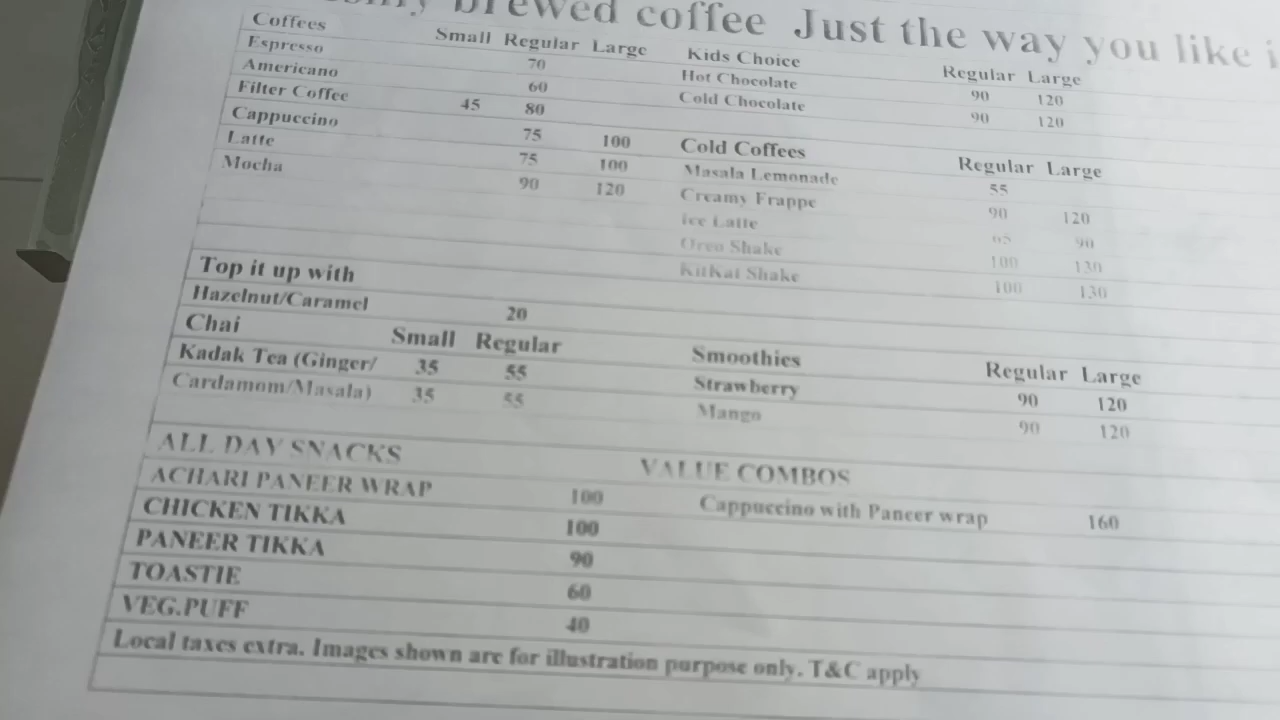 brewed coffee Just the way you like
Coffees Small Regular Large Kids Choice Regular Large
Espresso 70 Hot Chocolate 90 120
Americano 60 Cold Chocolate 90 120
Filter Coffee 45 80
Cappuccino 75 100 Cold Coffees Regular Large
Latte 75 100 Masala Lemonade 55
Mocha 90 120 Creamy Frappe 90 120
ice Latte 65 90
Oreo Shake 100 130
KitKat Shake 100 130
Top it up with
Hazelnut/Caramel 20
Chai Small Regular Smoothies Regular Large
Kadak Tea (Ginger/ 35 55 Strawberry 90 120
Cardamom/Masala) 35 55 Mango 90 120
ALL DAY SNACKS VALUE COMBOS
ACHARI PANEER WRAP 100 Cappuccino with Paneer wrap 160
CHICKEN TIKKA 100
PANEER TIKKA 90
TOASTIE 60
VEG.PUFF 40
Local taxes extra. Images shown are for illustration purpose only. T&C apply